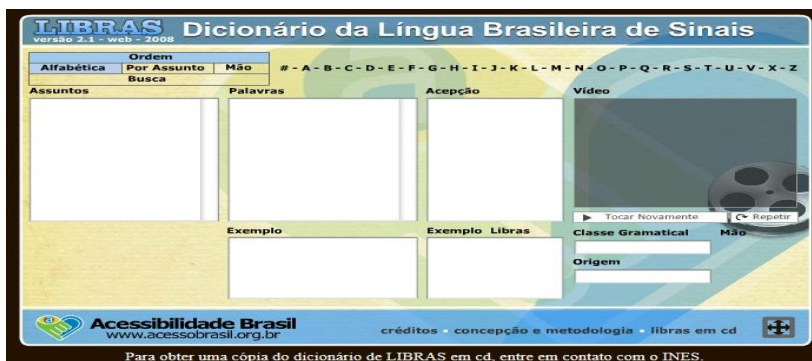 LIBRAS Dicionário da Língua Brasileira de Sinais
versão 2.1 - web - 2008
Ordem
Alfabética Por Assunto Mão
Busca
# - A - B - C - D - E - F - G - H - I - J - K - L - M - N - O - P - Q - R - S - T - U - V - X - Z
Assuntos Palavras Acepção Vídeo
Tocar Novamente Repetir
Exemplo Exemplo Libras Classe Gramatical Mão
Origem
Acessibilidade Brasil
www.acessobrasil.org.br
créditos - concepção e metodologia - libras em cd
Para obter uma cópia do dicionário de LIBRAS em cd, entre em contato com o INES.